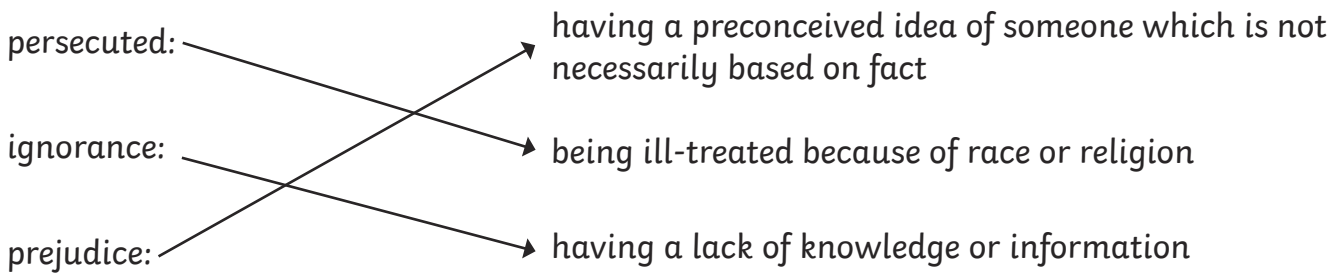 persecuted:
having a preconceived idea of someone which is not
necessarily based on fact
ignorance:
being ill-treated because of race or religion
prejudice:
having a lack of knowledge or information